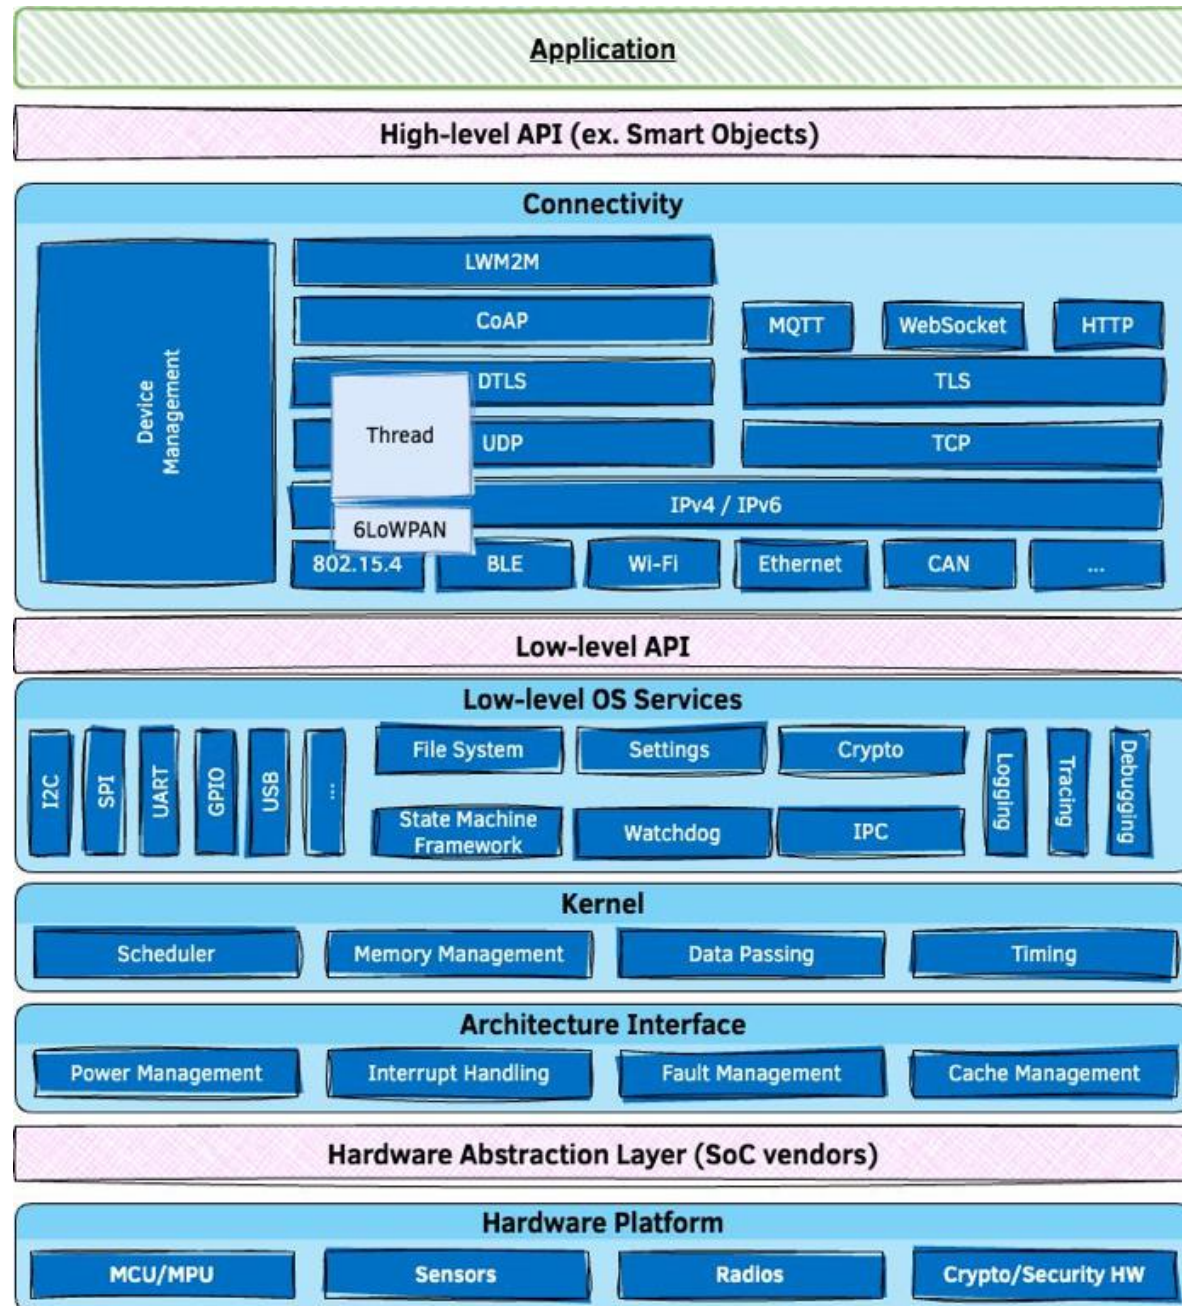 Application
High-level API (ex. Smart Objects)
Connectivity
Device
Management
LWM2M
CoAP
MQTT
WebSocket
HTTP
DTLS
TLS
Thread
UDP
TCP
IPv4 / IPv6
6LoWPAN
802.15.4
BLE
Wi-Fi
Ethernet
CAN
...
Low-level API
Low-level OS Services
I2C
SPI
UART
GPIO
USB
...
File System
Settings
Crypto
State Machine
Framework
Watchdog
IPC
Logging
Tracing
Debugging
Kernel
Scheduler
Memory Management
Data Passing
Timing
Architecture Interface
Power Management
Interrupt Handling
Fault Management
Cache Management
Hardware Abstraction Layer (SoC vendors)
Hardware Platform
MCU/MPU
Sensors
Radios
Crypto/Security HW